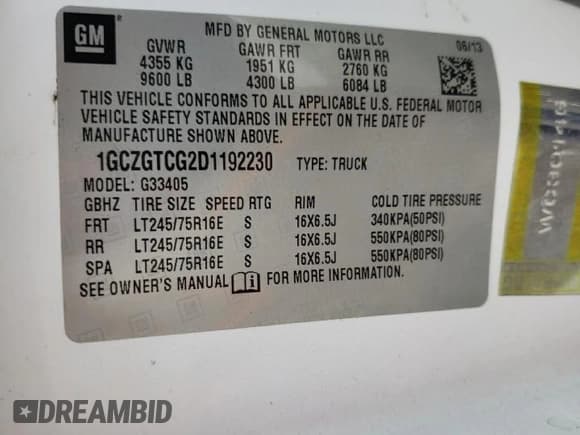 GM
MFD BY GENERAL MOTORS LLC
GVWR GAWR FRT GAWR RR 06/13
4355 KG 1951 KG 2760 KG
9600 LB 4300 LB 6084 LB
THIS VEHICLE CONFORMS TO ALL APPLICABLE U.S. FEDERAL MOTOR
VEHICLE SAFETY STANDARDS IN EFFECT ON THE DATE OF
MANUFACTURE SHOWN ABOVE.
1GCZGTCG2D1192230 TYPE: TRUCK
MODEL: G33405
GBHZ TIRE SIZE SPEED RTG RIM COLD TIRE PRESSURE
FRT LT245/75R16E S 16X6.5J 340KPA(50PSI)
RR LT245/75R16E S 16X6.5J 550KPA(80PSI)
SPA LT245/75R16E S 16X6.5J 550KPA(80PSI)
SEE OWNER'S MANUAL FOR MORE INFORMATION.
DREAMBID